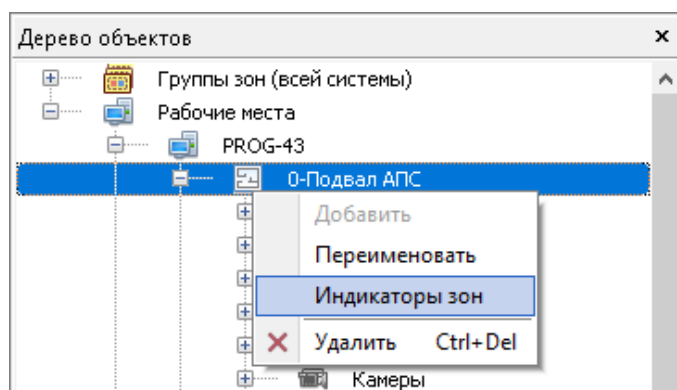 Дерево объектов
Группы зон (всей системы)
Рабочие места
PROG-43
0-Подвал АПС
Добавить
Переименовать
Индикаторы зон
Удалить Ctrl+Del
Камеры